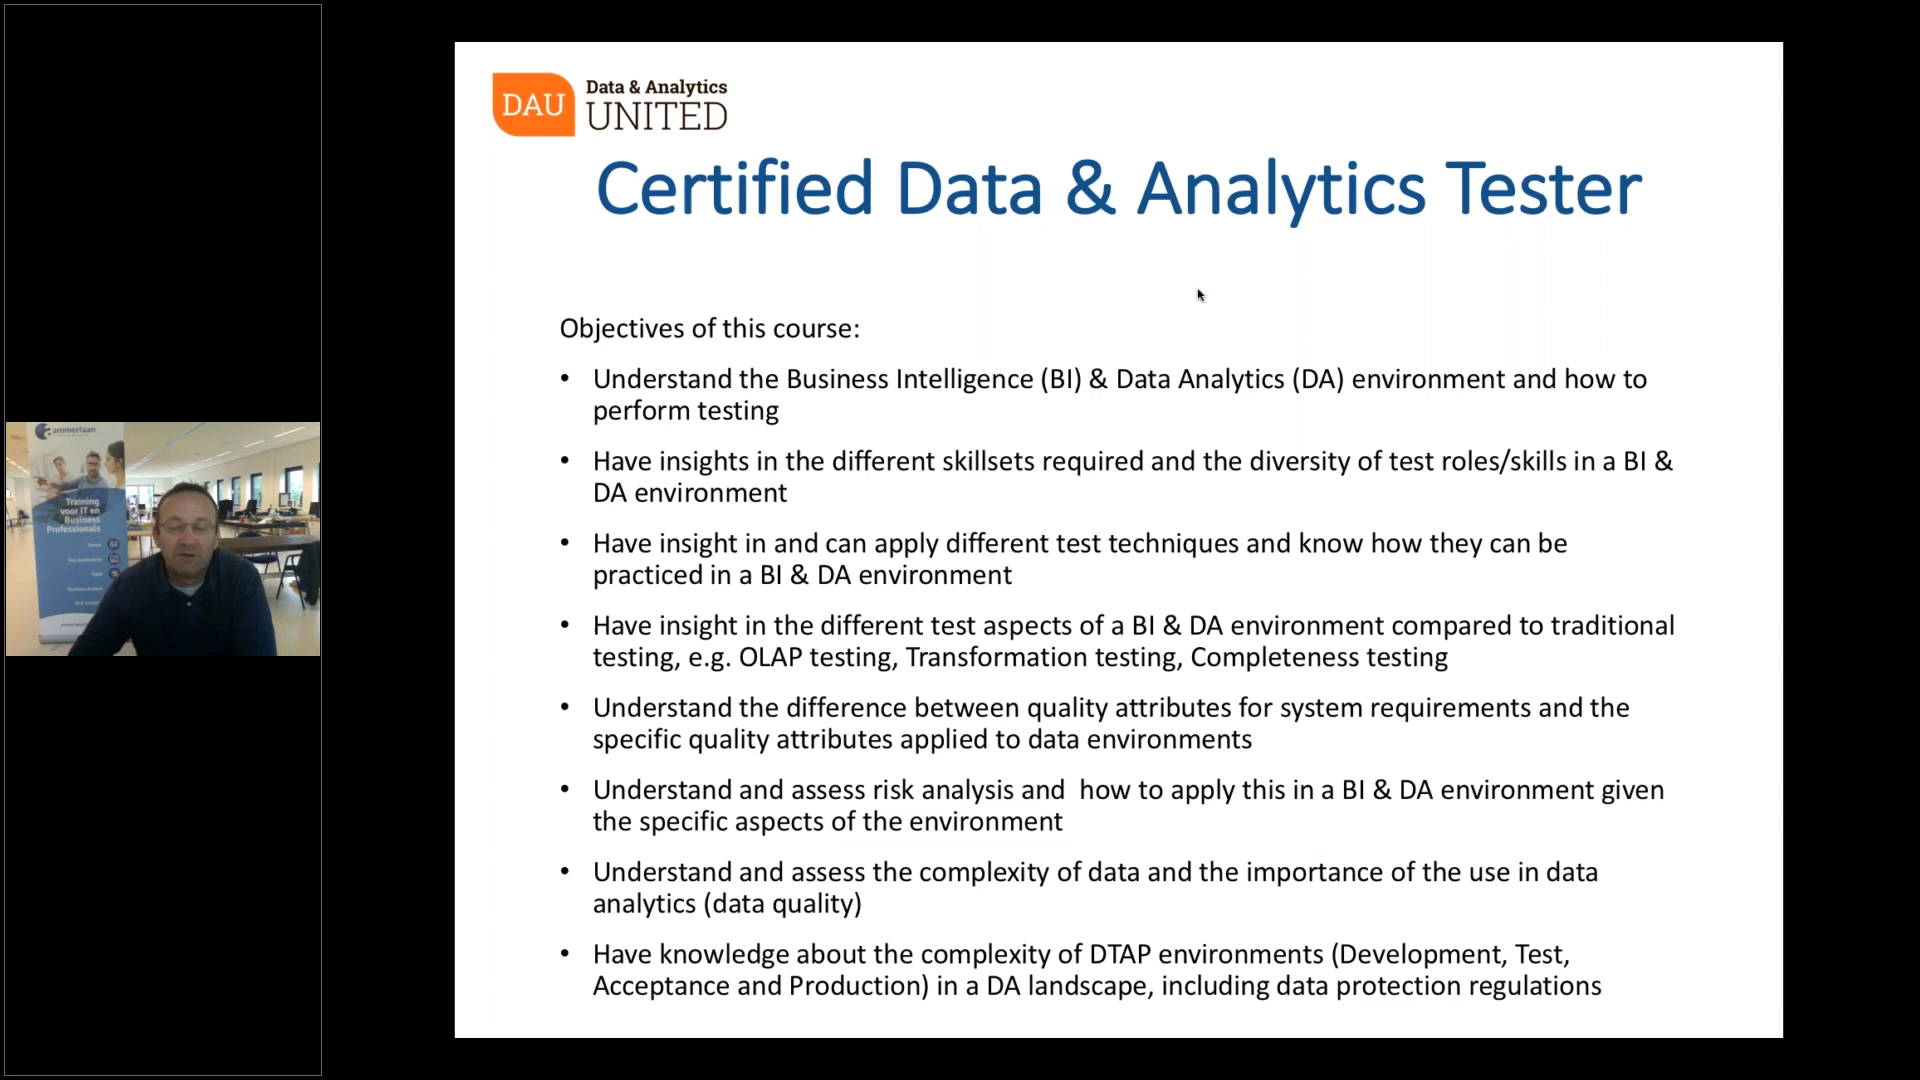 DAU
Data & Analytics
UNITED
Certified Data & Analytics Tester
Objectives of this course:
• Understand the Business Intelligence (BI) & Data Analytics (DA) environment and how to
perform testing
• Have insights in the different skillsets required and the diversity of test roles/skills in a BI &
DA environment
• Have insight in and can apply different test techniques and know how they can be
practiced in a BI & DA environment
• Have insight in the different test aspects of a BI & DA environment compared to traditional
testing, e.g. OLAP testing, Transformation testing, Completeness testing
• Understand the difference between quality attributes for system requirements and the
specific quality attributes applied to data environments
• Understand and assess risk analysis and  how to apply this in a BI & DA environment given
the specific aspects of the environment
• Understand and assess the complexity of data and the importance of the use in data
analytics (data quality)
• Have knowledge about the complexity of DTAP environments (Development, Test,
Acceptance and Production) in a DA landscape, including data protection regulations
ammerlaan
Training
voor IT en
Business
Professionals